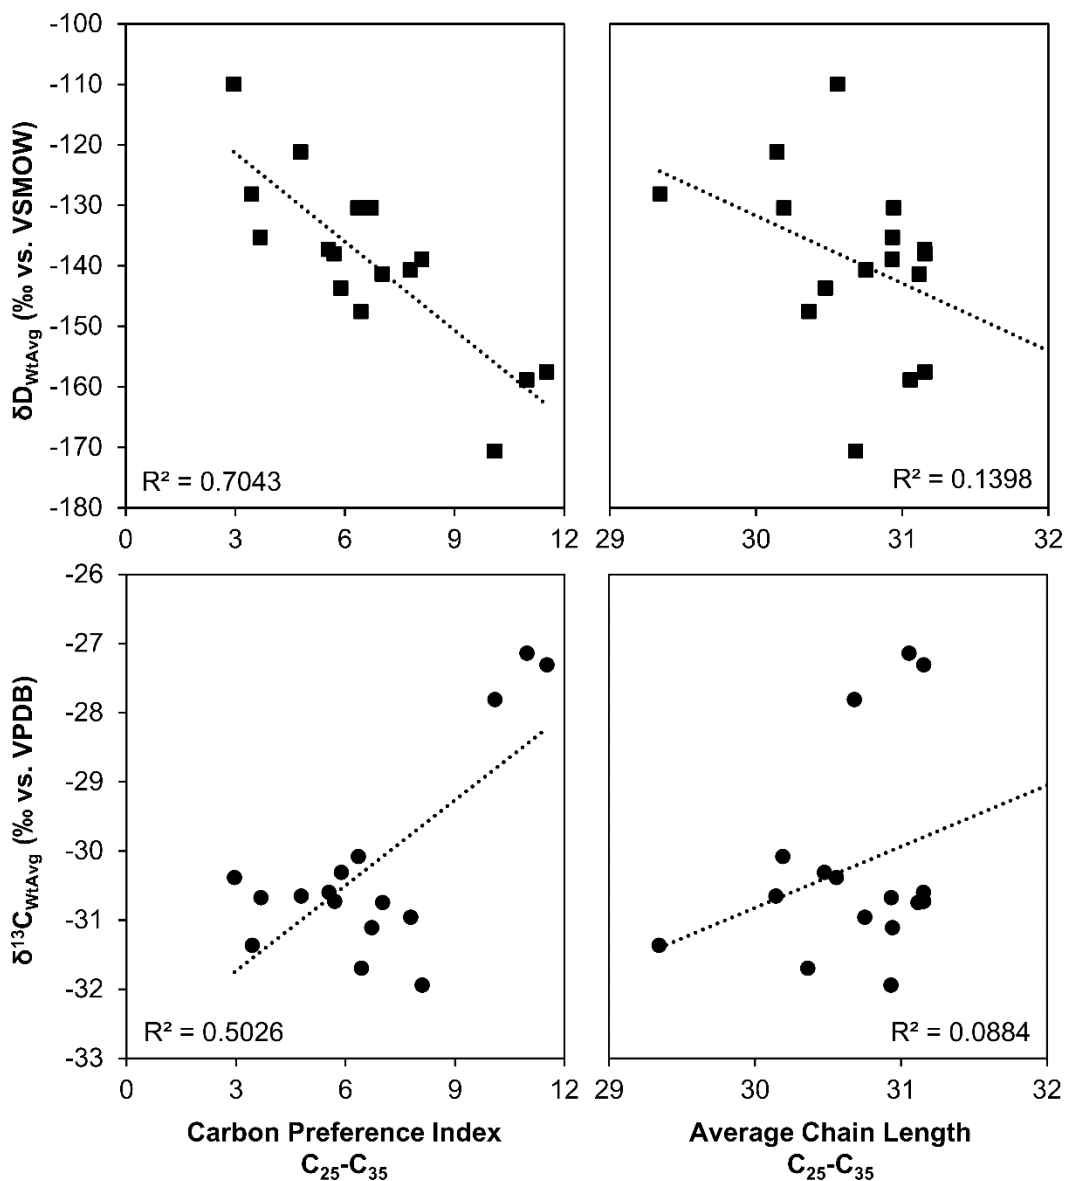 δD_WtAvg (‰ vs. VSMOW)
-100
-110
-120
-130
-140
-150
-160
-170
-180
R² = 0.7043
0 3 6 9 12
R² = 0.1398
29 30 31 32
δ¹³C_WtAvg (‰ vs. VPDB)
-26
-27
-28
-29
-30
-31
-32
-33
R² = 0.5026
0 3 6 9 12
Carbon Preference Index
C₂₅-C₃₅
R² = 0.0884
29 30 31 32
Average Chain Length
C₂₅-C₃₅